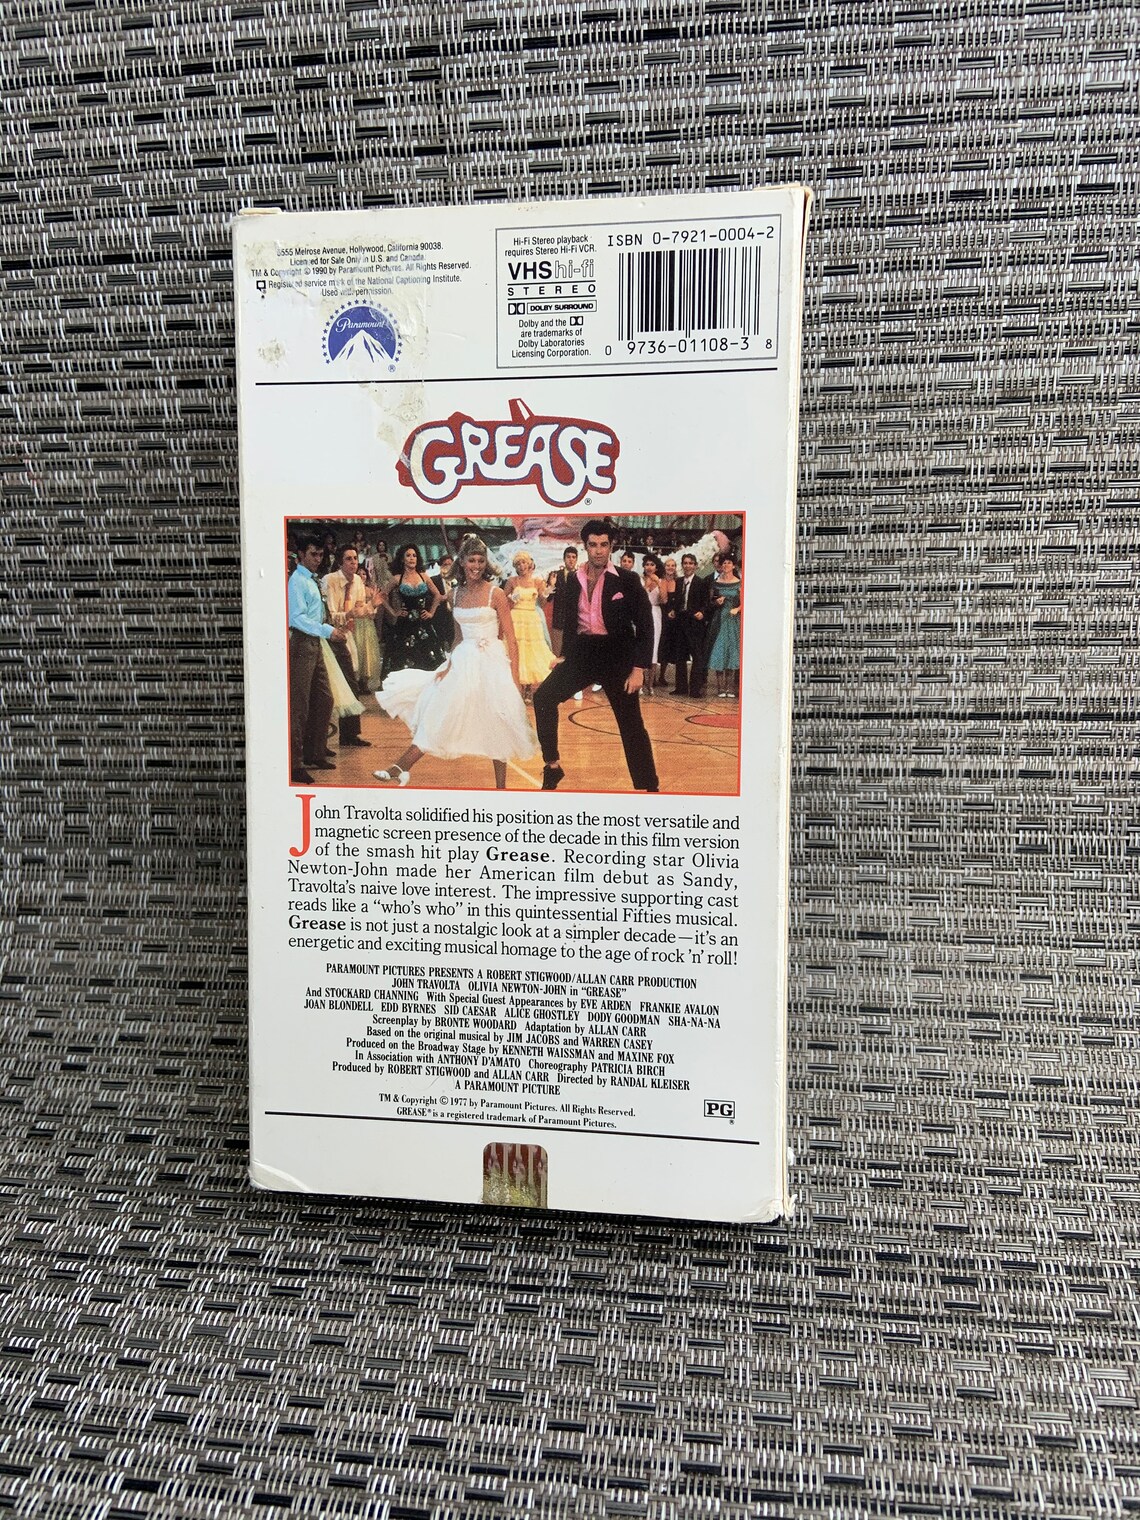 5555 Melrose Avenue, Hollywood, California 90038.
Licensed for Sale Only in U.S. and Canada.
TM & Copyright © 1990 by Paramount Pictures. All Rights Reserved.
Registered service mark of the National Captioning Institute.
Used with permission.
Paramount
®
Hi-Fi Stereo playback
requires Stereo Hi-Fi VCR.
VHS hi-fi
STEREO
DOLBY SURROUND
Dolby and the
are trademarks of
Dolby Laboratories
Licensing Corporation.
ISBN 0-7921-0004-2
0 9736-01108-3 8
GREASE
®
John Travolta solidified his position as the most versatile and
magnetic screen presence of the decade in this film version
of the smash hit play Grease. Recording star Olivia
Newton-John made her American film debut as Sandy,
Travolta's naive love interest. The impressive supporting cast
reads like a “who's who” in this quintessential Fifties musical.
Grease is not just a nostalgic look at a simpler decade—it's an
energetic and exciting musical homage to the age of rock 'n' roll!
PARAMOUNT PICTURES PRESENTS A ROBERT STIGWOOD/ALLAN CARR PRODUCTION
JOHN TRAVOLTA OLIVIA NEWTON-JOHN in “GREASE”
And STOCKARD CHANNING With Special Guest Appearances by EVE ARDEN FRANKIE AVALON
JOAN BLONDELL EDD BYRNES SID CAESAR ALICE GHOSTLEY DODY GOODMAN SHA-NA-NA
Screenplay by BRONTE WOODARD Adaptation by ALLAN CARR
Based on the original musical by JIM JACOBS and WARREN CASEY
Produced on the Broadway Stage by KENNETH WAISSMAN and MAXINE FOX
In Association with ANTHONY D'AMATO Choreography PATRICIA BIRCH
Produced by ROBERT STIGWOOD and ALLAN CARR Directed by RANDAL KLEISER
A PARAMOUNT PICTURE
TM & Copyright © 1977 by Paramount Pictures. All Rights Reserved.
GREASE® is a registered trademark of Paramount Pictures.
PG
®